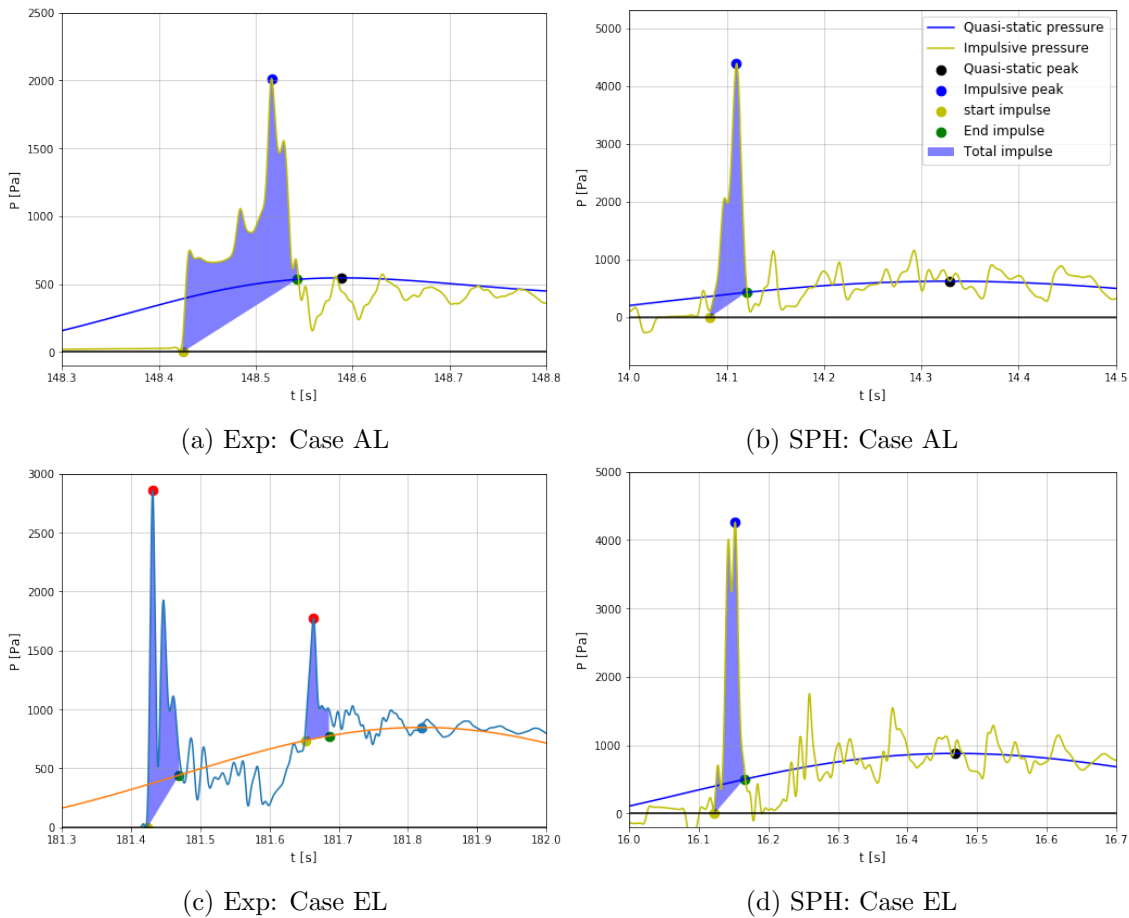 2500
2000
1500
1000
500
0
P [Pa]
148.3 148.4 148.5 148.6 148.7 148.8
t [s]
(a) Exp: Case AL
5000
4000
3000
2000
1000
0
P [Pa]
Quasi-static pressure
Impulsive pressure
Quasi-static peak
Impulsive peak
start impulse
End impulse
Total impulse
14.0 14.1 14.2 14.3 14.4 14.5
t [s]
(b) SPH: Case AL
3000
2500
2000
1500
1000
500
0
P [Pa]
181.3 181.4 181.5 181.6 181.7 181.8 181.9 182.0
t [s]
(c) Exp: Case EL
5000
4000
3000
2000
1000
0
P [Pa]
16.0 16.1 16.2 16.3 16.4 16.5 16.6 16.7
t [s]
(d) SPH: Case EL